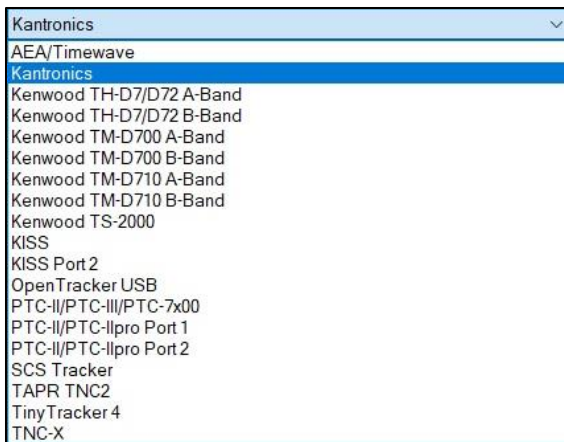 Kantronics
AEA/Timewave
Kantronics
Kenwood TH-D7/D72 A-Band
Kenwood TH-D7/D72 B-Band
Kenwood TM-D700 A-Band
Kenwood TM-D700 B-Band
Kenwood TM-D710 A-Band
Kenwood TM-D710 B-Band
Kenwood TS-2000
KISS
KISS Port 2
OpenTracker USB
PTC-II/PTC-III/PTC-7x00
PTC-II/PTC-IIpro Port 1
PTC-II/PTC-IIpro Port 2
SCS Tracker
TAPR TNC2
TinyTracker 4
TNC-X